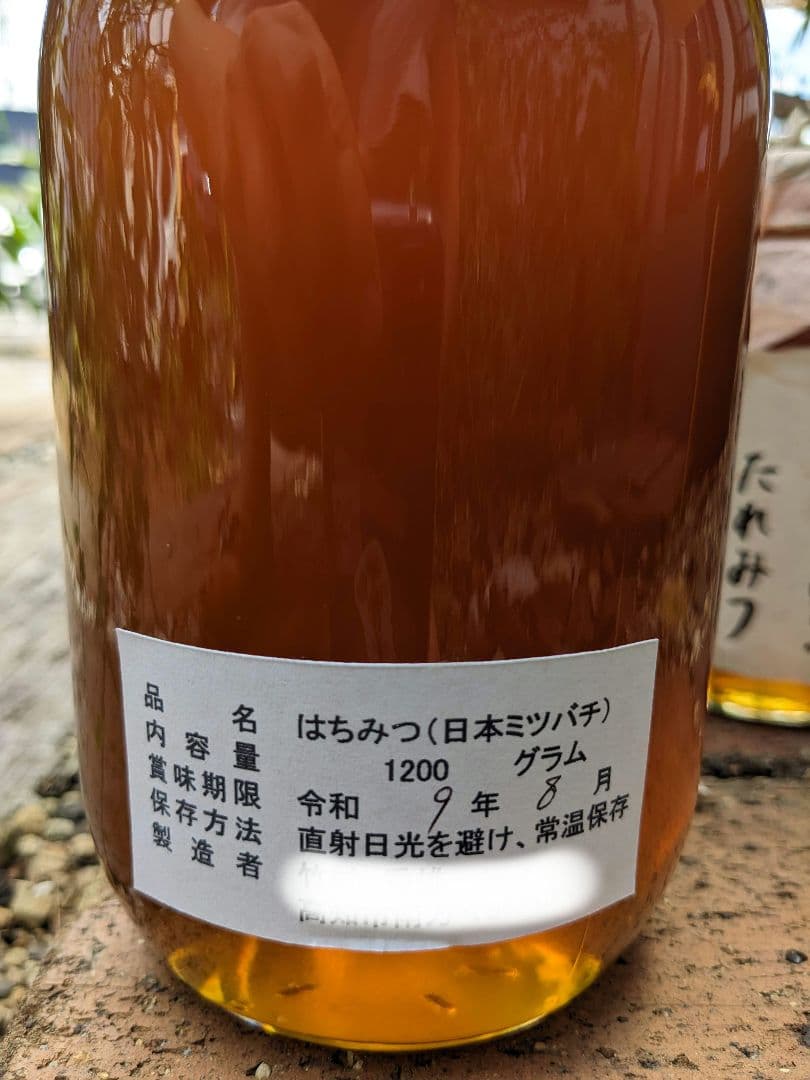 品名 はちみつ（日本ミツバチ）
内容量 1200 グラム
賞味期限 令和 9年 8月
保存方法 直射日光を避け、常温保存
製造者
たれみつ